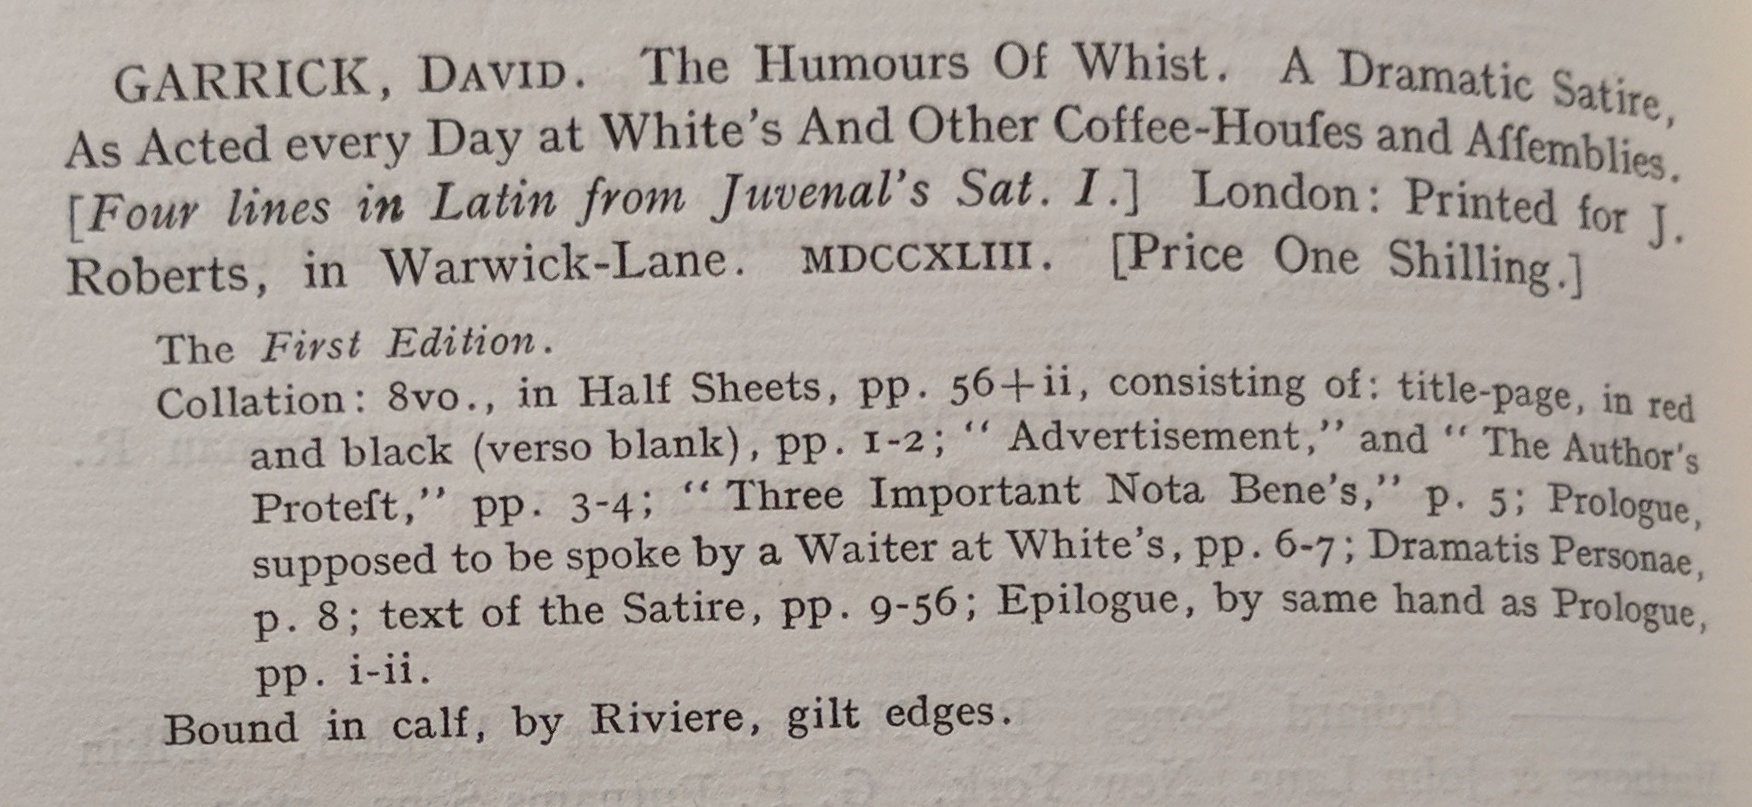 GARRICK, DAVID. The Humours Of Whist. A Dramatic Satire,
As Acted every Day at White's And Other Coffee-Houſes and Aſſemblies.
[Four lines in Latin from Juvenal's Sat. I.] London: Printed for J.
Roberts, in Warwick-Lane. MDCCXLIII. [Price One Shilling.]
The First Edition.
Collation: 8vo., in Half Sheets, pp. 56+ii, consisting of: title-page, in red
and black (verso blank), pp. 1-2; “ Advertisement,” and “ The Author's
Proteſt,” pp. 3-4; “ Three Important Nota Bene's,” p. 5; Prologue,
supposed to be spoke by a Waiter at White's, pp. 6-7; Dramatis Personae,
p. 8; text of the Satire, pp. 9-56; Epilogue, by same hand as Prologue,
pp. i-ii.
Bound in calf, by Riviere, gilt edges.